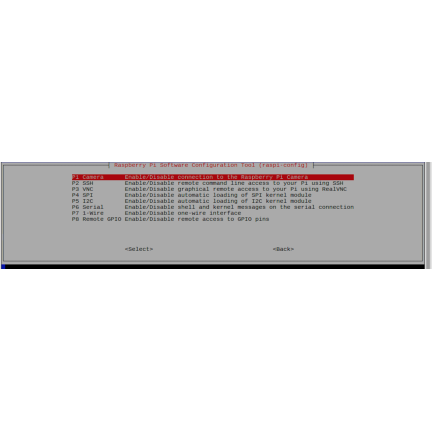 Raspberry Pi Software Configuration Tool (raspi-config)
P1 Camera Enable/Disable connection to the Raspberry Pi Camera
P2 SSH Enable/Disable remote command line access to your Pi using SSH
P3 VNC Enable/Disable graphical remote access to your Pi using RealVNC
P4 SPI Enable/Disable automatic loading of SPI kernel module
P5 I2C Enable/Disable automatic loading of I2C kernel module
P6 Serial Enable/Disable shell and kernel messages on the serial connection
P7 1-Wire Enable/Disable one-wire interface
P8 Remote GPIO Enable/Disable remote access to GPIO pins
<Select> <Back>